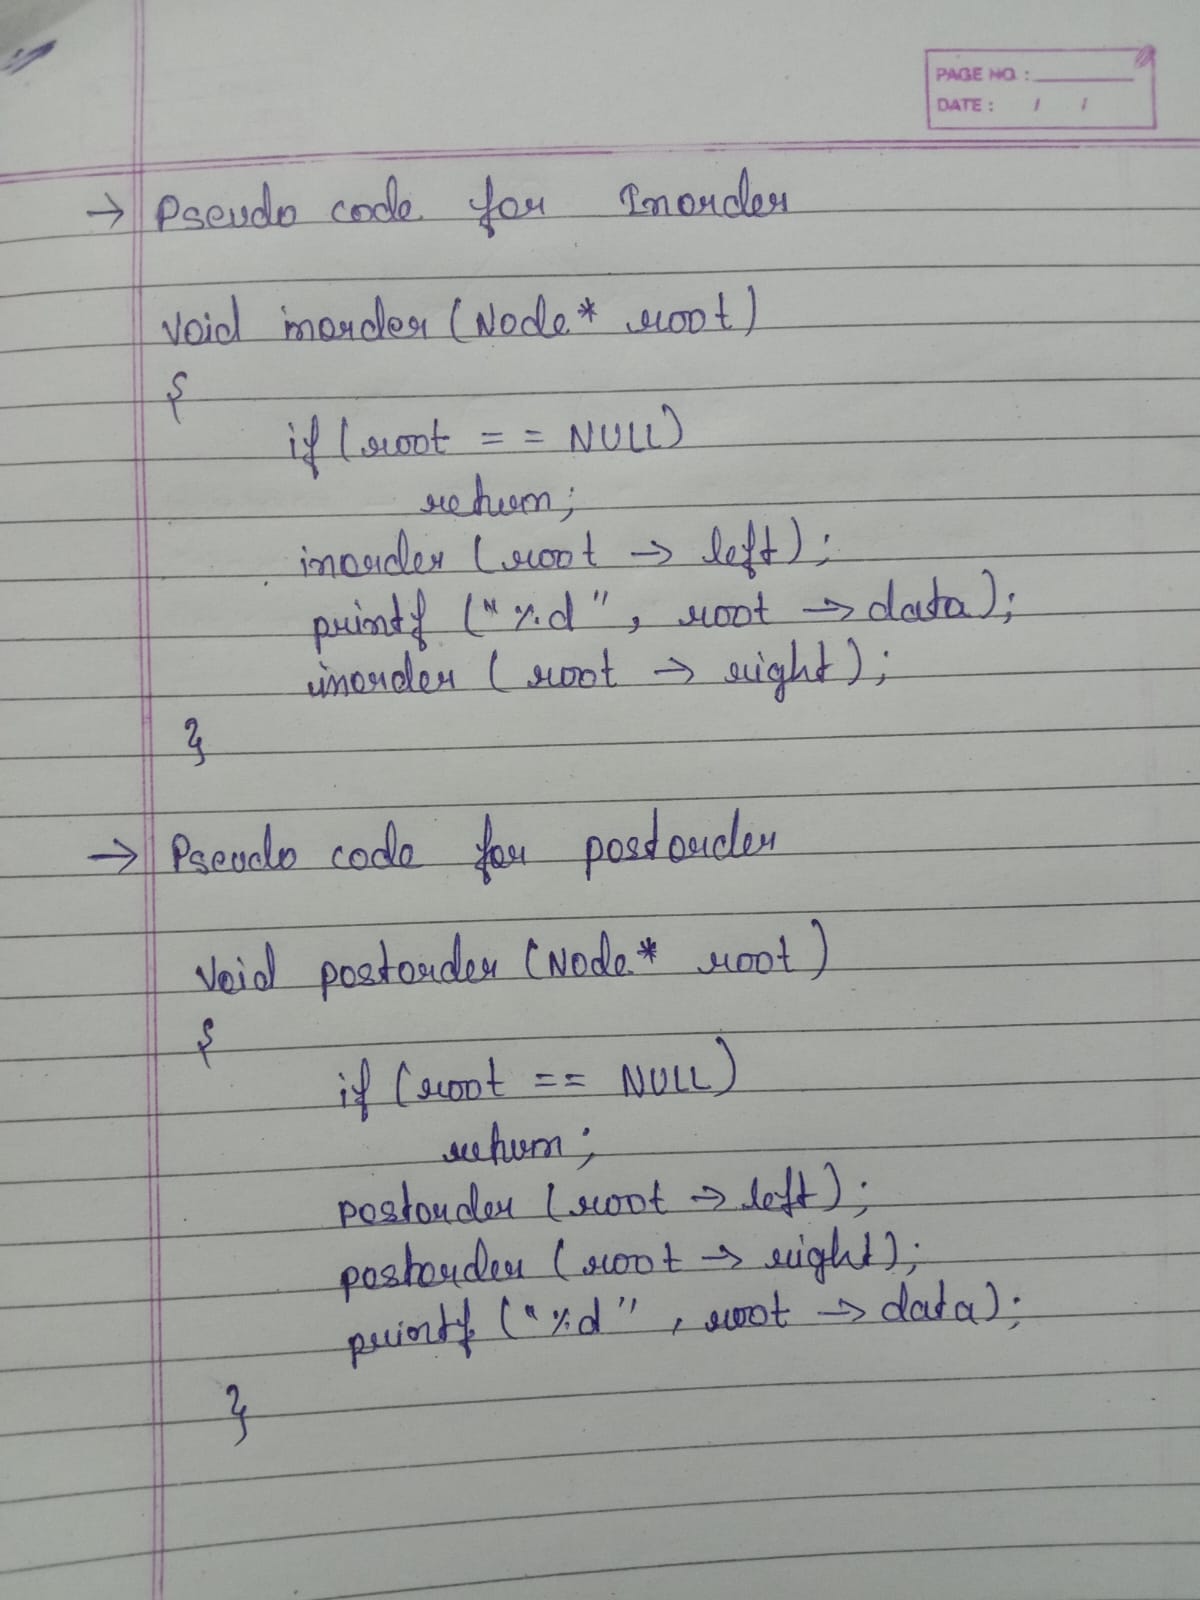 PAGE NO. :
DATE : / /
→ Pseudo code for Inorder
void inorder (Node* root)
{
if (root == NULL)
return;
inorder (root → left);
printf ("%d", root → data);
inorder (root → right);
}
→ Pseudo code for postorder
void postorder (Node* root)
{
if (root == NULL)
return;
postorder (root → left);
postorder (root → right);
printf ("%d", root → data);
}